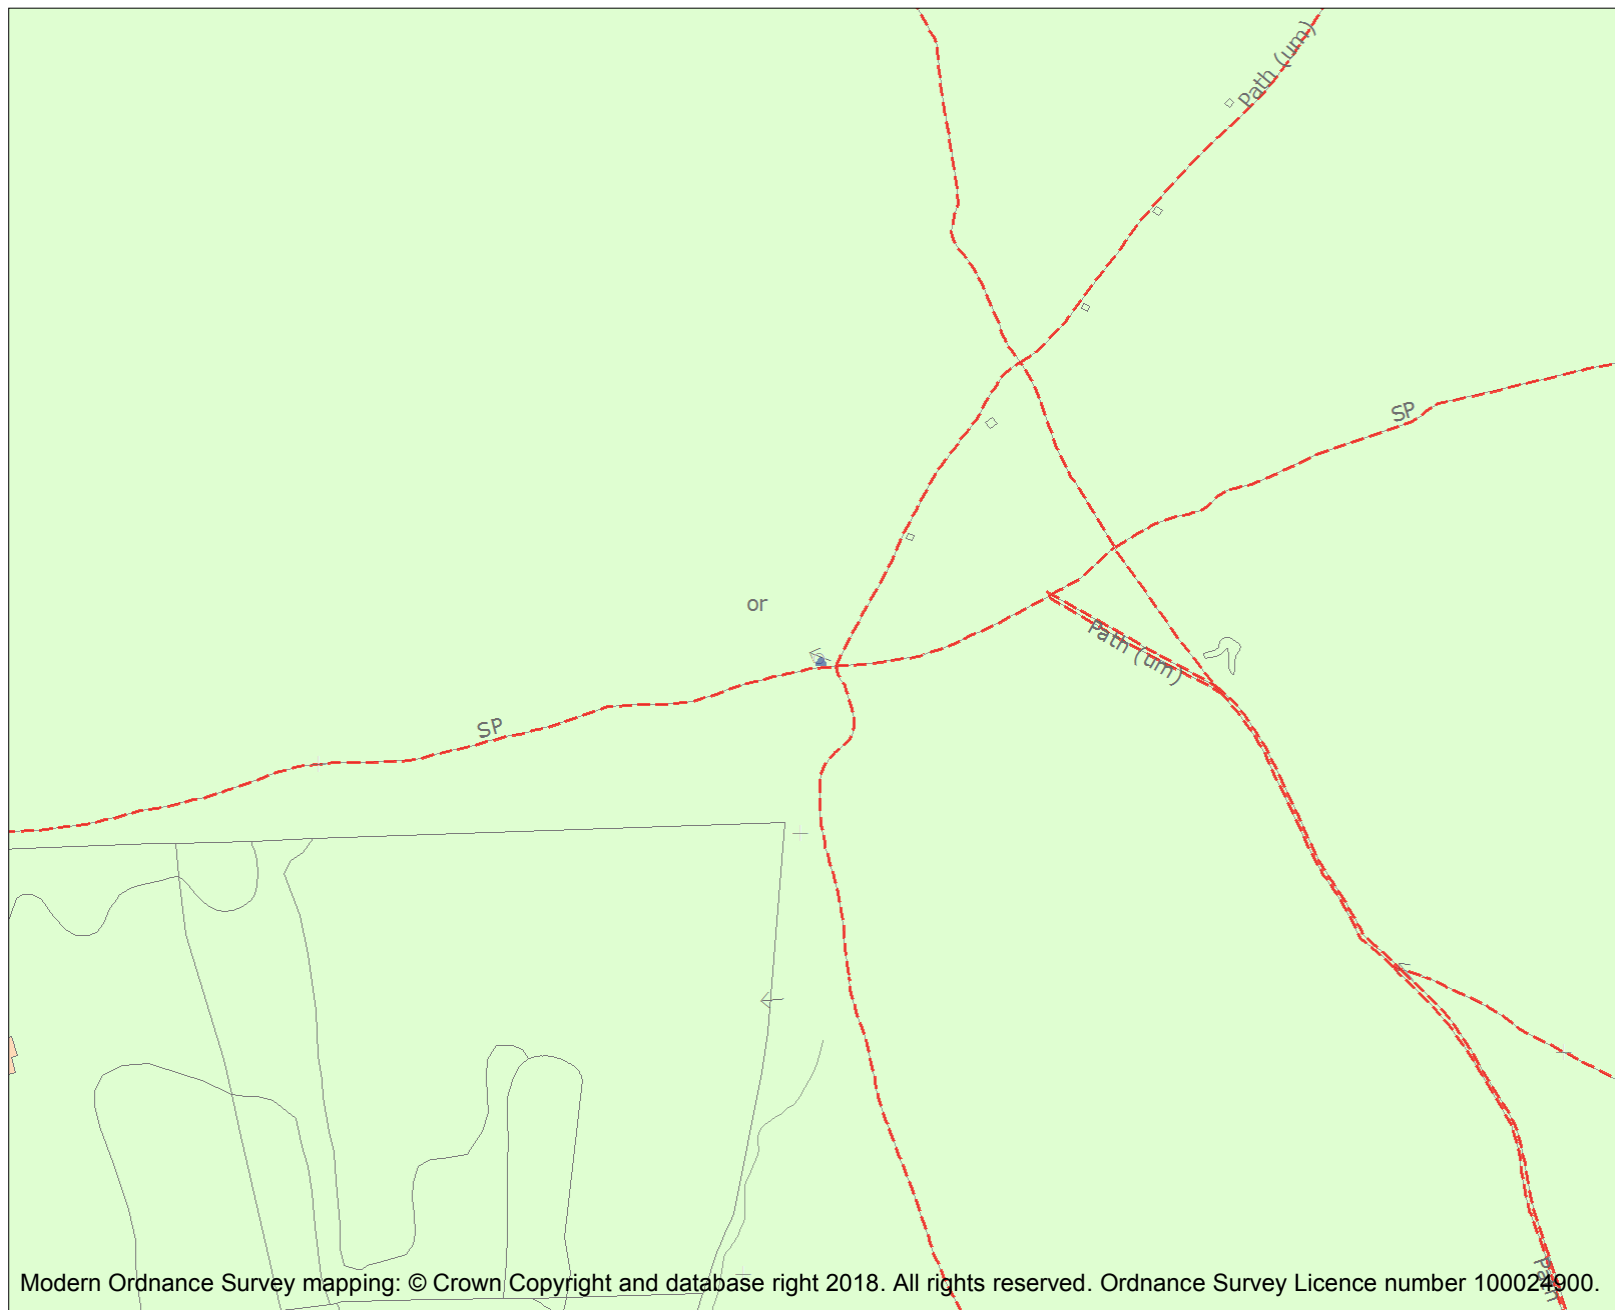 Path (um)
SP
or
Path (um)
SP
Path
Modern Ordnance Survey mapping: © Crown Copyright and database right 2018. All rights reserved. Ordnance Survey Licence number 100024900.